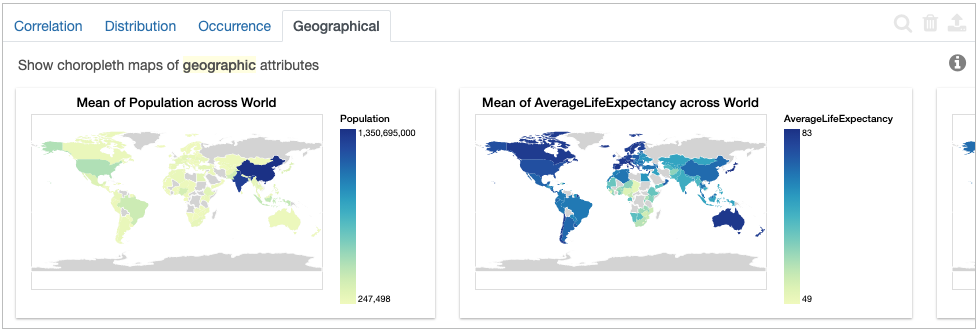 Correlation Distribution Occurrence Geographical
Show choropleth maps of geographic attributes
Mean of Population across World
Population
1,350,695,000
247,498
Mean of AverageLifeExpectancy across World
AverageLifeExpectancy
83
49